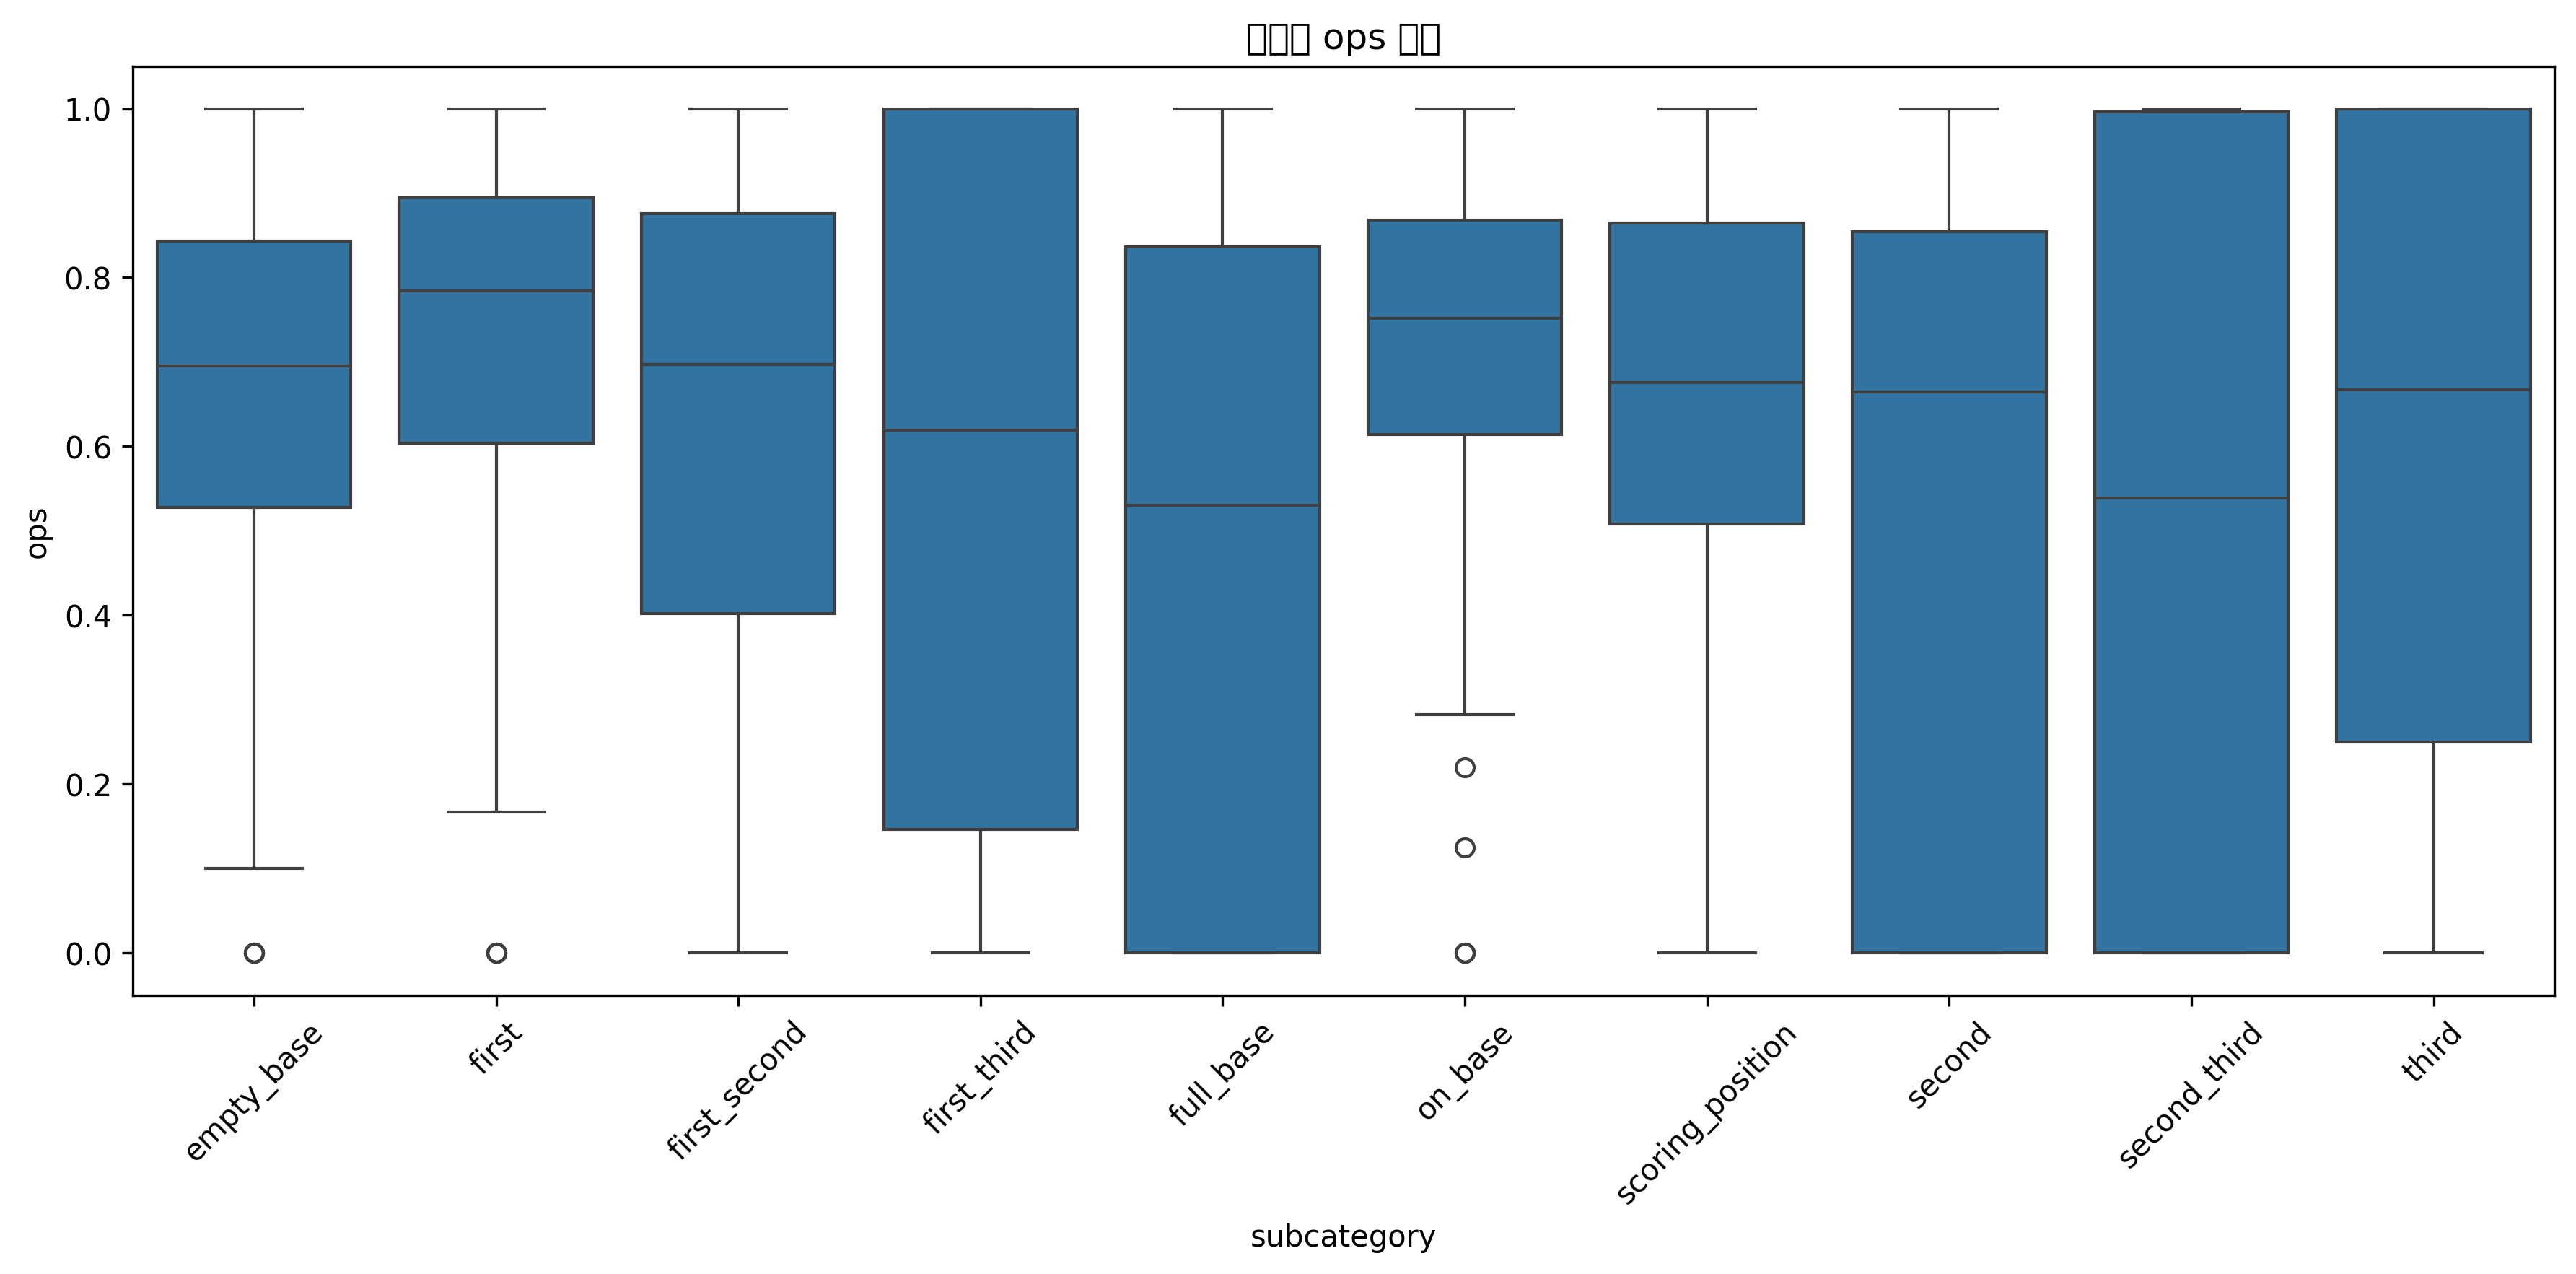 ops
1.0
0.8
0.6
0.4
0.2
0.0
ops
empty_base
first
first_second
first_third
full_base
on_base
scoring_position
second
second_third
third
subcategory